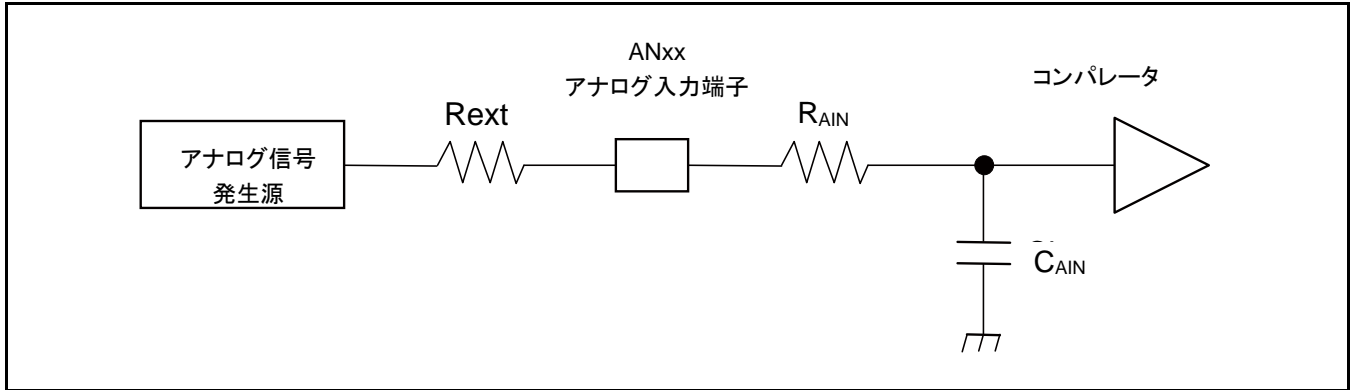 ANxx
アナログ入力端子
コンパレータ
Rext
RAIN
アナログ信号
発生源
CAIN